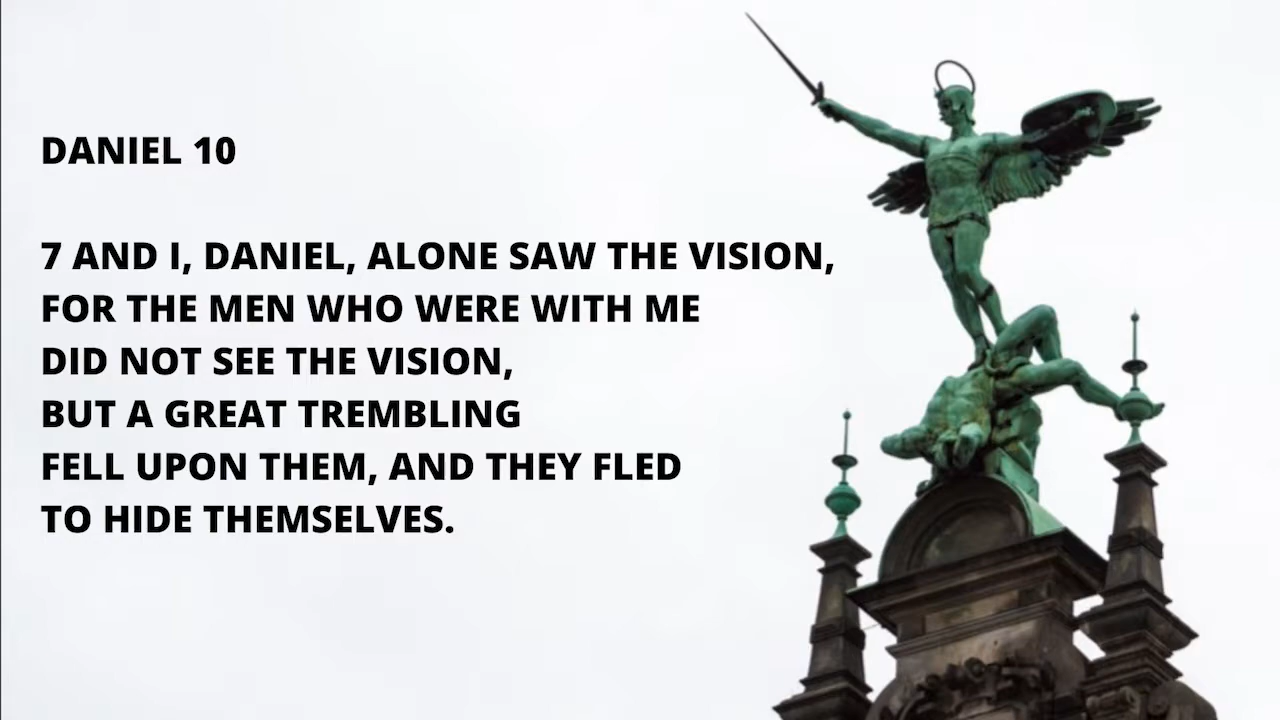 DANIEL 10
7 AND I, DANIEL, ALONE SAW THE VISION,
FOR THE MEN WHO WERE WITH ME
DID NOT SEE THE VISION,
BUT A GREAT TREMBLING
FELL UPON THEM, AND THEY FLED
TO HIDE THEMSELVES.